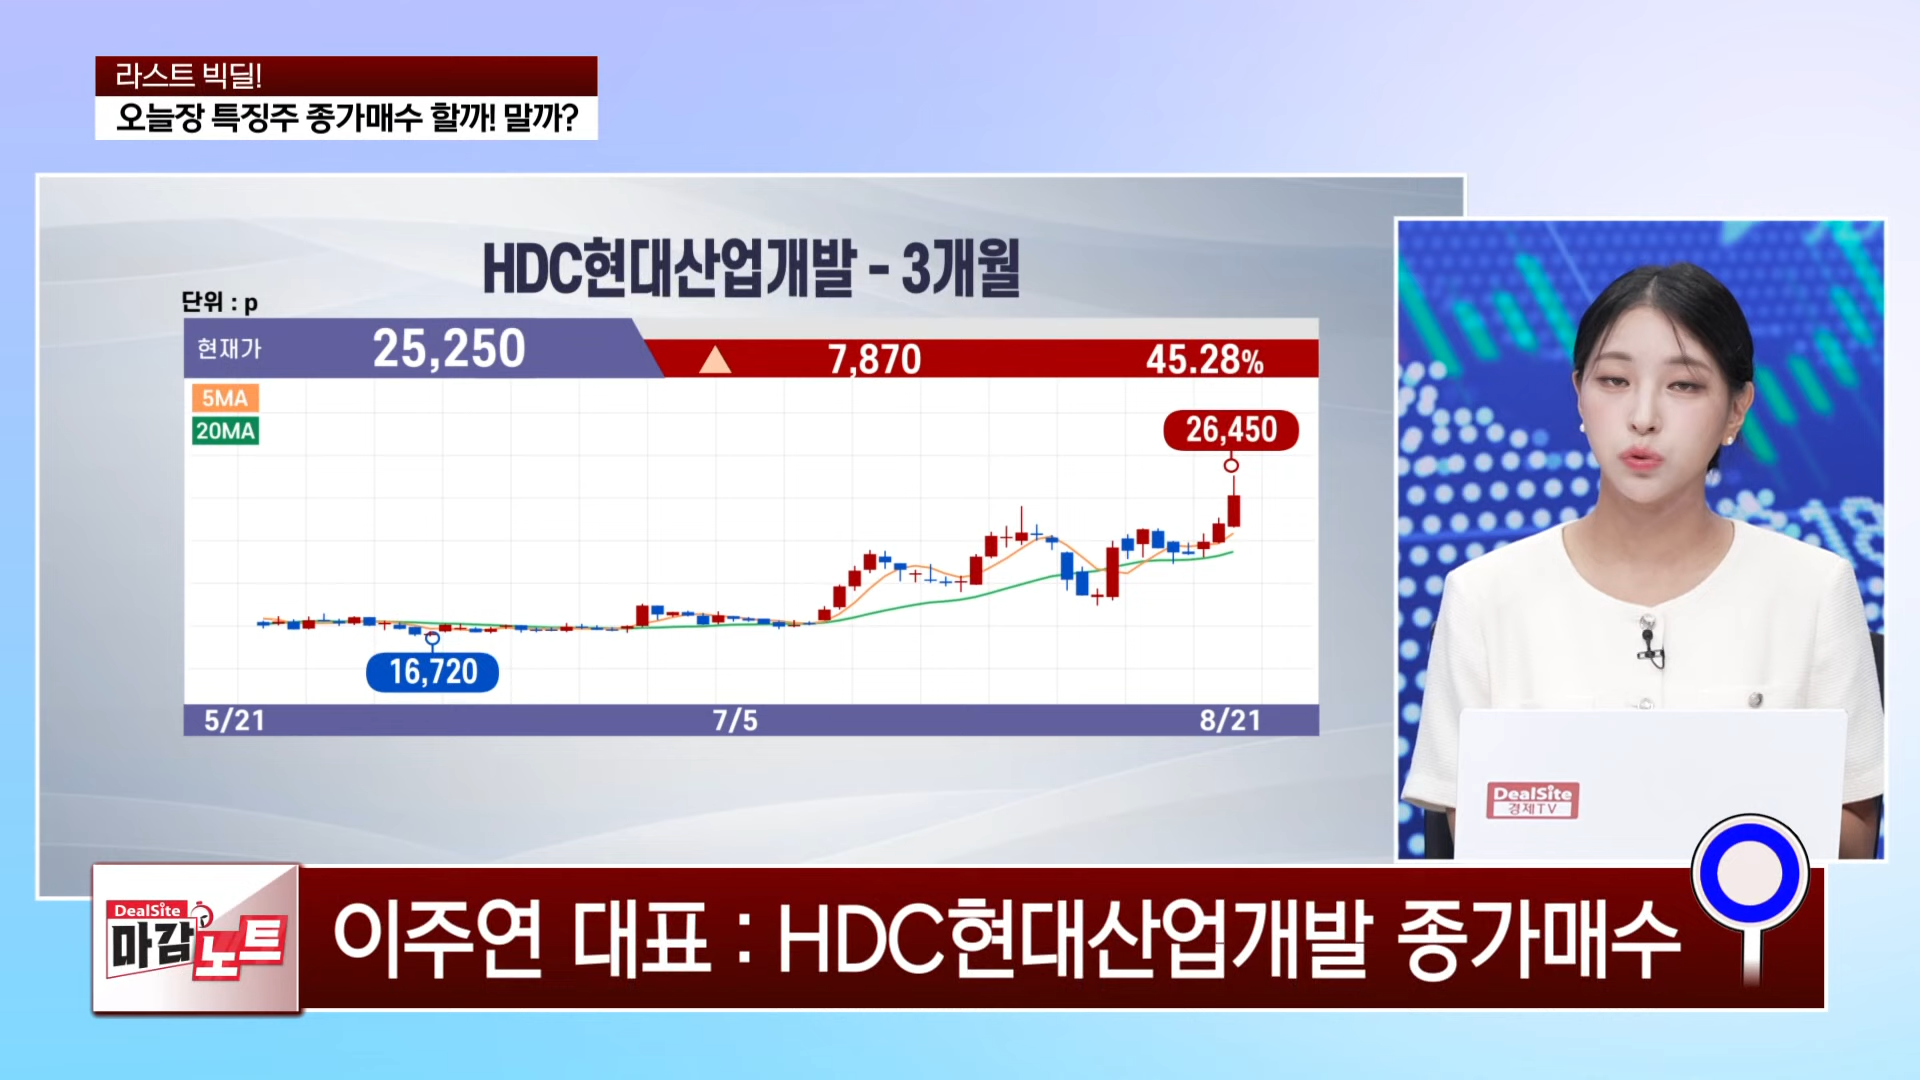 라스트 빅딜!
오늘장 특징주 종가매수 할까! 말까?
HDC현대산업개발 - 3개월
단위 : p
현재가 25,250 7,870 45.28%
5MA
20MA
26,450
16,720
5/21 7/5 8/21
DealSite
경제TV
DealSite
마감노트
이주연 대표 : HDC현대산업개발 종가매수